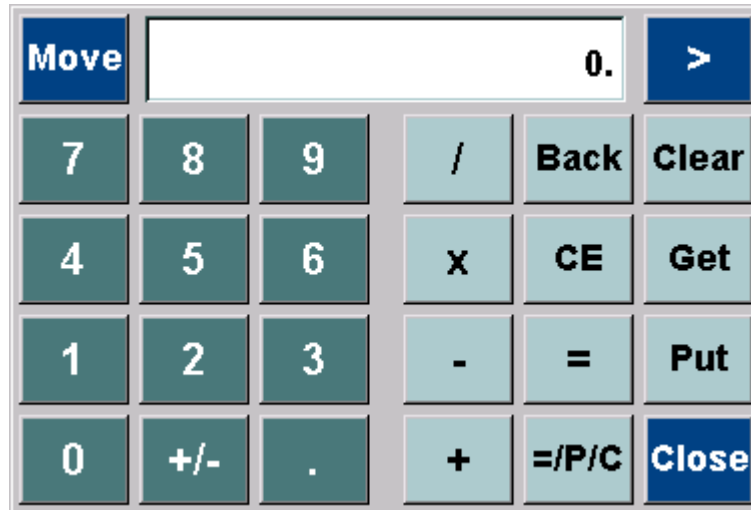 Move 0. >
7 8 9 / Back Clear
4 5 6 x CE Get
1 2 3 - = Put
0 +/- . + =/P/C Close